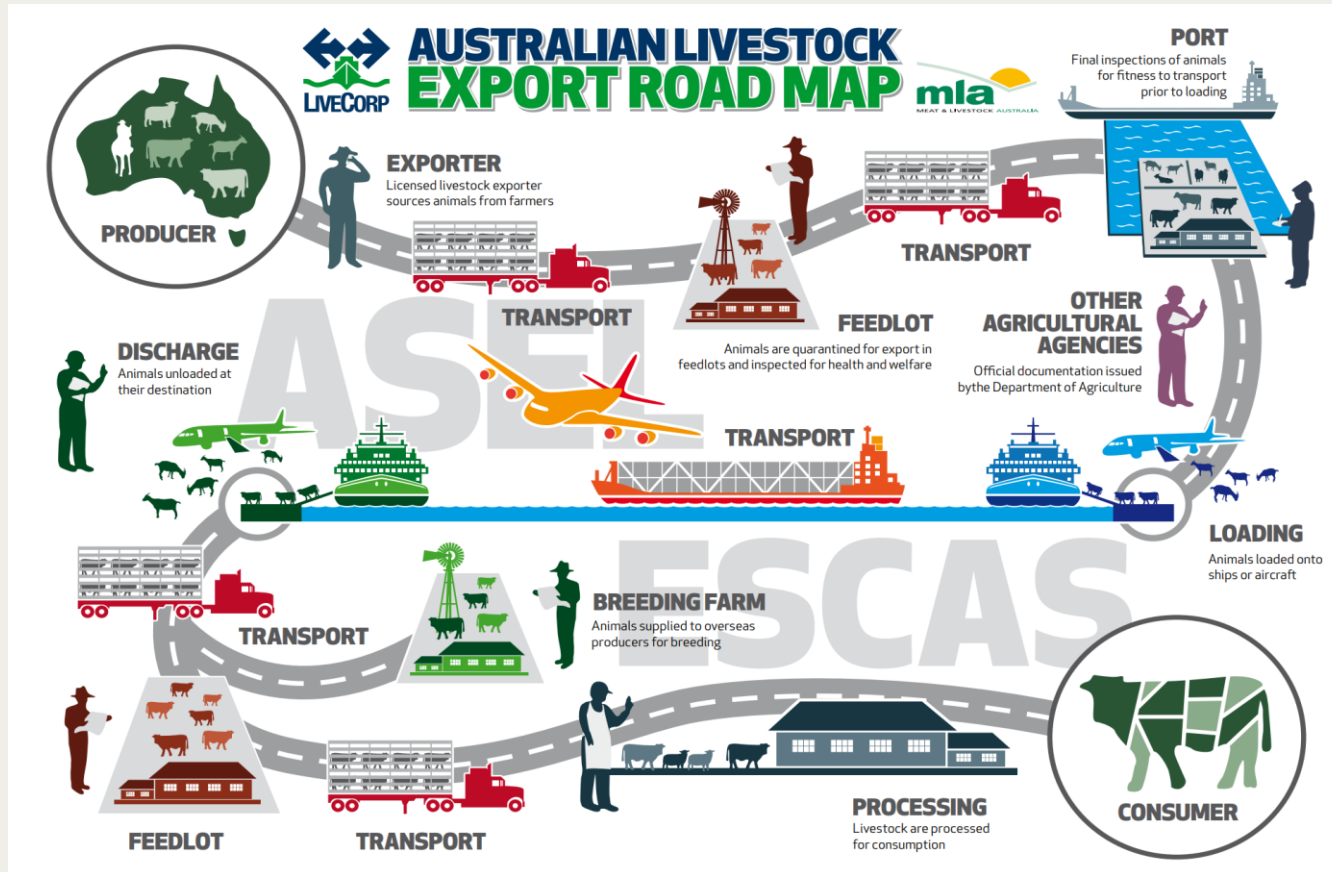 LIVECORP
AUSTRALIAN LIVESTOCK
EXPORT ROAD MAP
mla
MEAT & LIVESTOCK AUSTRALIA
PORT
Final inspections of animals
for fitness to transport
prior to loading
PRODUCER
EXPORTER
Licensed livestock exporter
sources animals from farmers
TRANSPORT
FEEDLOT
Animals are quarantined for export in
feedlots and inspected for health and welfare
TRANSPORT
OTHER
AGRICULTURAL
AGENCIES
Official documentation issued
bythe Department of Agriculture
ASEL
DISCHARGE
Animals unloaded at
their destination
TRANSPORT
LOADING
Animals loaded onto
ships or aircraft
ESCAS
TRANSPORT
BREEDING FARM
Animals supplied to overseas
producers for breeding
FEEDLOT
TRANSPORT
PROCESSING
Livestock are processed
for consumption
CONSUMER